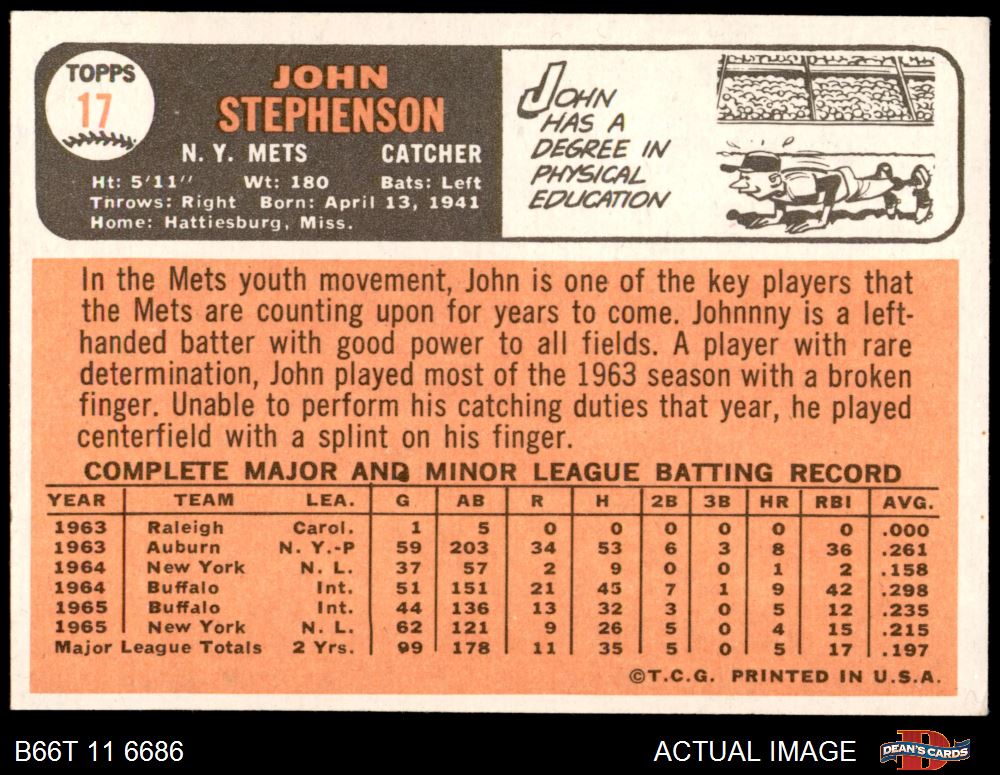 TOPPS
17
JOHN
STEPHENSON
N. Y. METS CATCHER
Ht: 5'11" Wt: 180 Bats: Left
Throws: Right Born: April 13, 1941
Home: Hattiesburg, Miss.
JOHN
HAS A
DEGREE IN
PHYSICAL
EDUCATION
In the Mets youth movement, John is one of the key players that
the Mets are counting upon for years to come. Johnnny is a left-
handed batter with good power to all fields. A player with rare
determination, John played most of the 1963 season with a broken
finger. Unable to perform his catching duties that year, he played
centerfield with a splint on his finger.
COMPLETE MAJOR AND MINOR LEAGUE BATTING RECORD
YEAR TEAM LEA. G AB R H 2B 3B HR RBI AVG.
1963 Raleigh Carol. 1 5 0 0 0 0 0 0 .000
1963 Auburn N. Y.-P 59 203 34 53 6 3 8 36 .261
1964 New York N. L. 37 57 2 9 0 0 1 2 .158
1964 Buffalo Int. 51 151 21 45 7 1 9 42 .298
1965 Buffalo Int. 44 136 13 32 3 0 5 12 .235
1965 New York N. L. 62 121 9 26 5 0 4 15 .215
Major League Totals 2 Yrs. 99 178 11 35 5 0 5 17 .197
©T.C.G. PRINTED IN U.S.A.
B66T 11 6686 ACTUAL IMAGE DEAN'S CARDS